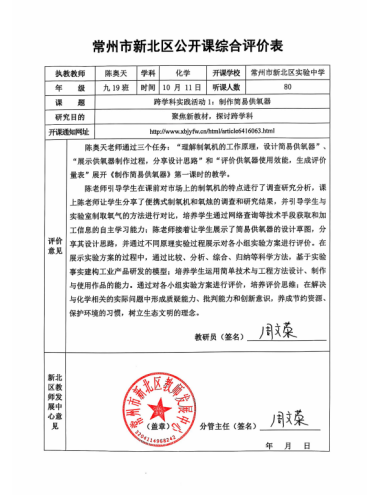 常州市新北区公开课综合评价表
执教教师 陈奥天 学科 化学 开课学校 常州市新北区实验中学
年 级 九 19 班 时间 10 月 11 日 听课人数 80
课 题 跨学科实践活动 1：制作简易供氧器
研究目的 聚焦新教材，探讨跨学科
开课通知网址 http://www.xbjyfw.cn/html/article6416063.html
评价意见
陈奥天老师通过三个任务：“理解制氧机的工作原理，设计简易供氧器”、
“展示供氧器制作过程，分享设计思路”和“评价供氧器使用效能，生成评价
量表”展开《制作简易供氧器》第一课时的教学。
陈老师引导学生在课前对市场上的制氧机的特点进行了调查研究分析。课
上陈老师让学生分享了便携式制氧机和氧烛的调查和研究结果，并引导学生与
实验室制取氧气的方法进行对比，培养学生通过网络查询等技术手段获取和加
工信息的自主学习能力；陈老师接着让学生展示了简易供氧器的设计草图，分
享其设计思路，并通过不同原理实验过程展示对各小组实验方案进行评价。在
展示实验方案的过程中，通过比较、分析、综合、归纳等科学方法，基于实验
事实建构工业产品研发的模型；培养学生运用简单技术与工程方法设计、制作
与使用作品的能力。通过对各小组实验方案评价，培养评价思维；在解决
与化学相关的实际问题中形成质疑能力、批判能力和创新意识，养成节约资源、
保护环境的习惯，树立生态文明的理念。
教研员（签名） 周文荣
新北区教师发展中心意见
常州市新北区教师发展中心
（盖章）
3204114068242
分管主任（签名） 周文荣
年 月 日